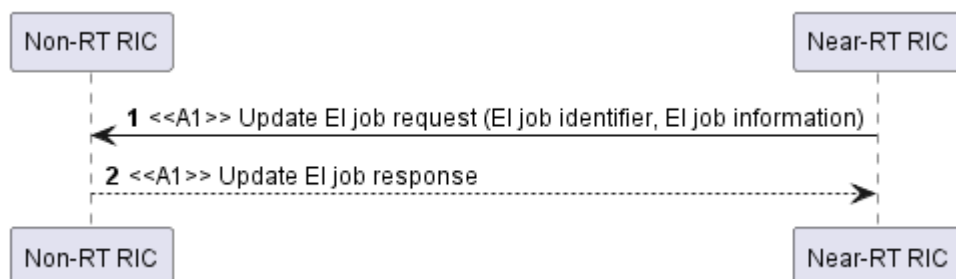 Non-RT RIC
Near-RT RIC
1 <<A1>> Update EI job request (EI job identifier, EI job information)
2 <<A1>> Update EI job response
Non-RT RIC
Near-RT RIC